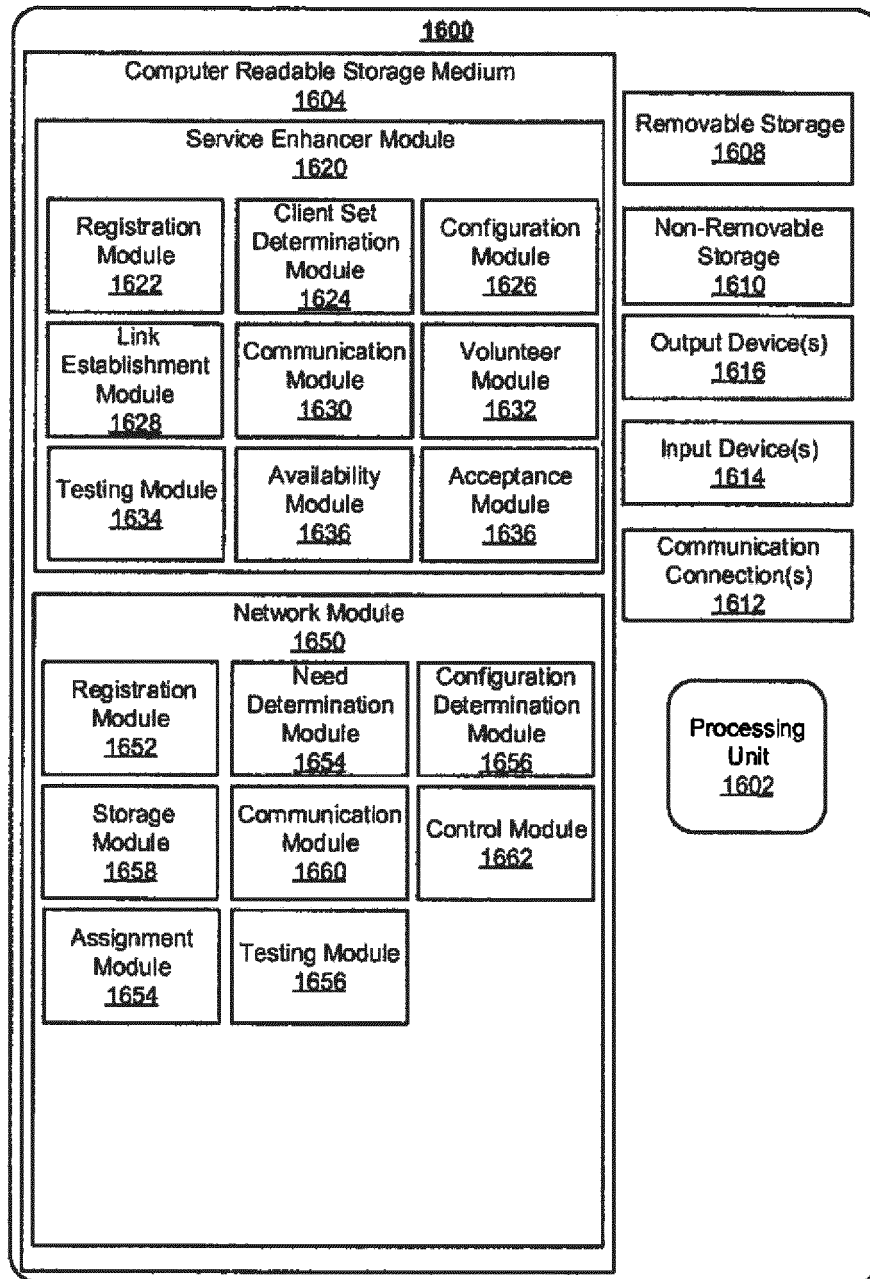 1600
Computer Readable Storage Medium
1604
Service Enhancer Module
1620
Registration
Module
1622
Client Set
Determination
Module
1624
Configuration
Module
1626
Link
Establishment
Module
1628
Communication
Module
1630
Volunteer
Module
1632
Testing Module
1634
Availability
Module
1636
Acceptance
Module
1636
Network Module
1650
Registration
Module
1652
Need
Determination
Module
1654
Configuration
Determination
Module
1656
Storage
Module
1658
Communication
Module
1660
Control Module
1662
Assignment
Module
1654
Testing Module
1656
Removable Storage
1608
Non-Removable
Storage
1610
Output Device(s)
1616
Input Device(s)
1614
Communication
Connection(s)
1612
Processing
Unit
1602